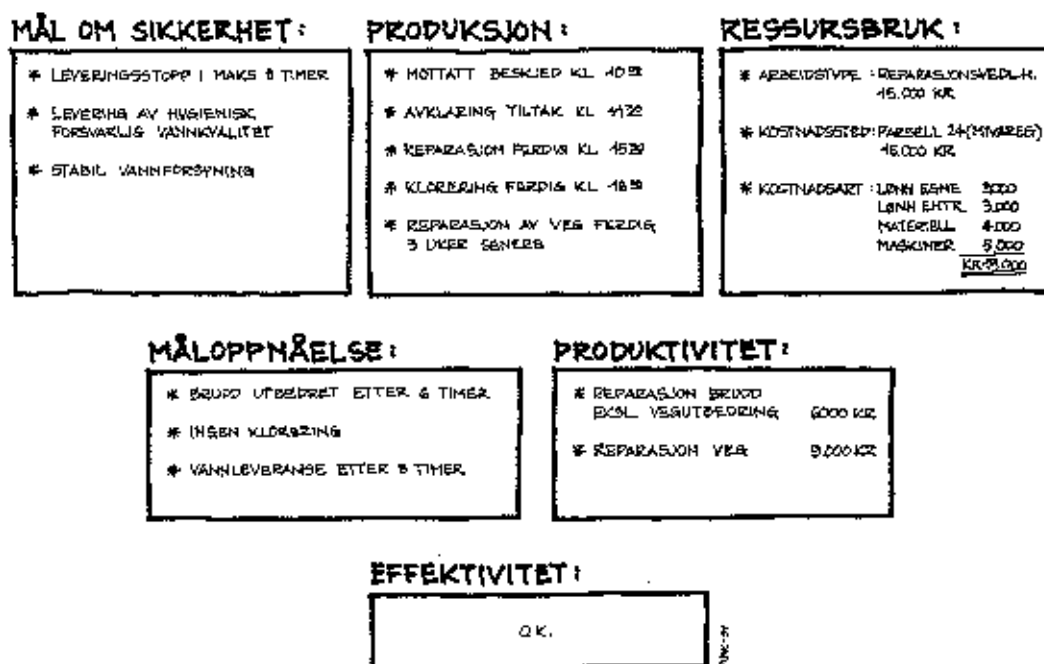 MÅL OM SIKKERHET:
* LEVERINGSSTOPP I MAKS 8 TIMER
* LEVERING AV HYGIENISK
FORSVARLIG VANNKVALITET
* STABIL VANNFORSYNING
PRODUKSJON:
* MOTTATT BESKJED KL
* AVKLARING TILTAK KL
* REPARASJON FERDIG KL
* KLORERING FERDIG KL
* REPARASJON AV VEG FERDIG
3 UKER SENERE
RESSURSBRUK:
* ARBEIDSTYPE : REPARASJONSVEDL.H.
15.000 KR
* KOSTNADSSTED: PARSELL 24
15.000 KR
* KOSTNADSART : LØNN EGNE 3000
LØNN ENTR. 3.000
MATERIELL 4.000
MASKINER 5.000
MÅLOPPNÅELSE:
* BRUDD UTBEDRET ETTER 6 TIMER
* INGEN KLORERING
* VANNLEVERANSE ETTER 8 TIMER
PRODUKTIVITET:
* REPARASJON BRUDD
EKSL. VEGUTBEDRING 6000 KR
* REPARASJON VEG 9.000 KR
EFFEKTIVITET:
OK.